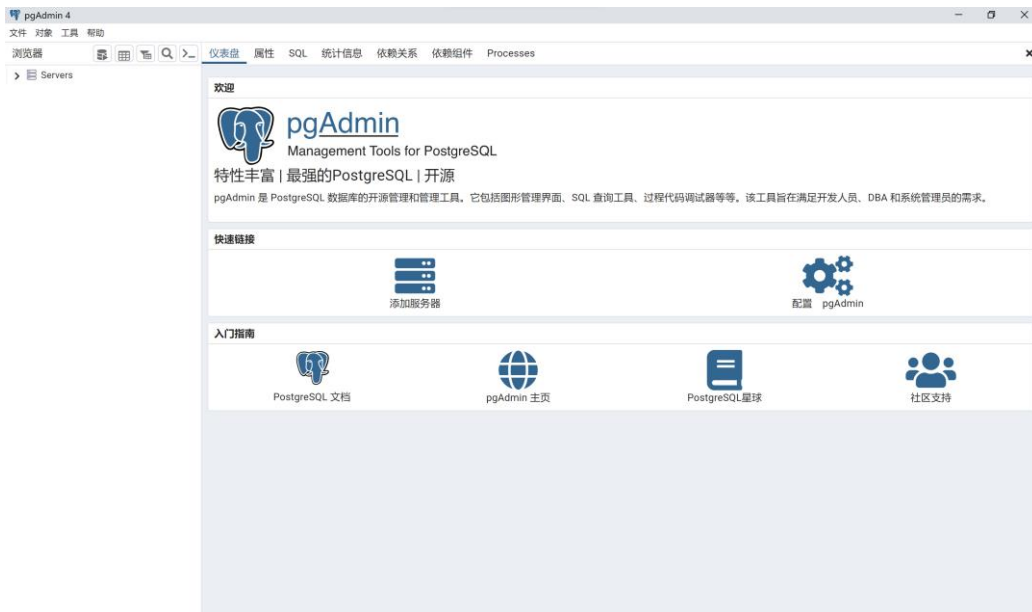 pgAdmin 4
文件 对象 工具 帮助
浏览器
仪表盘 属性 SQL 统计信息 依赖关系 依赖组件 Processes
Servers
欢迎
pgAdmin
Management Tools for PostgreSQL
特性丰富 | 最强的PostgreSQL | 开源
pgAdmin 是 PostgreSQL 数据库的开源管理和管理工具。它包括图形管理界面、SQL 查询工具、过程代码调试器等等。该工具旨在满足开发人员、DBA 和系统管理员的需求。
快速链接
添加服务器 配置 pgAdmin
入门指南
PostgreSQL 文档 pgAdmin 主页 PostgreSQL星球 社区支持